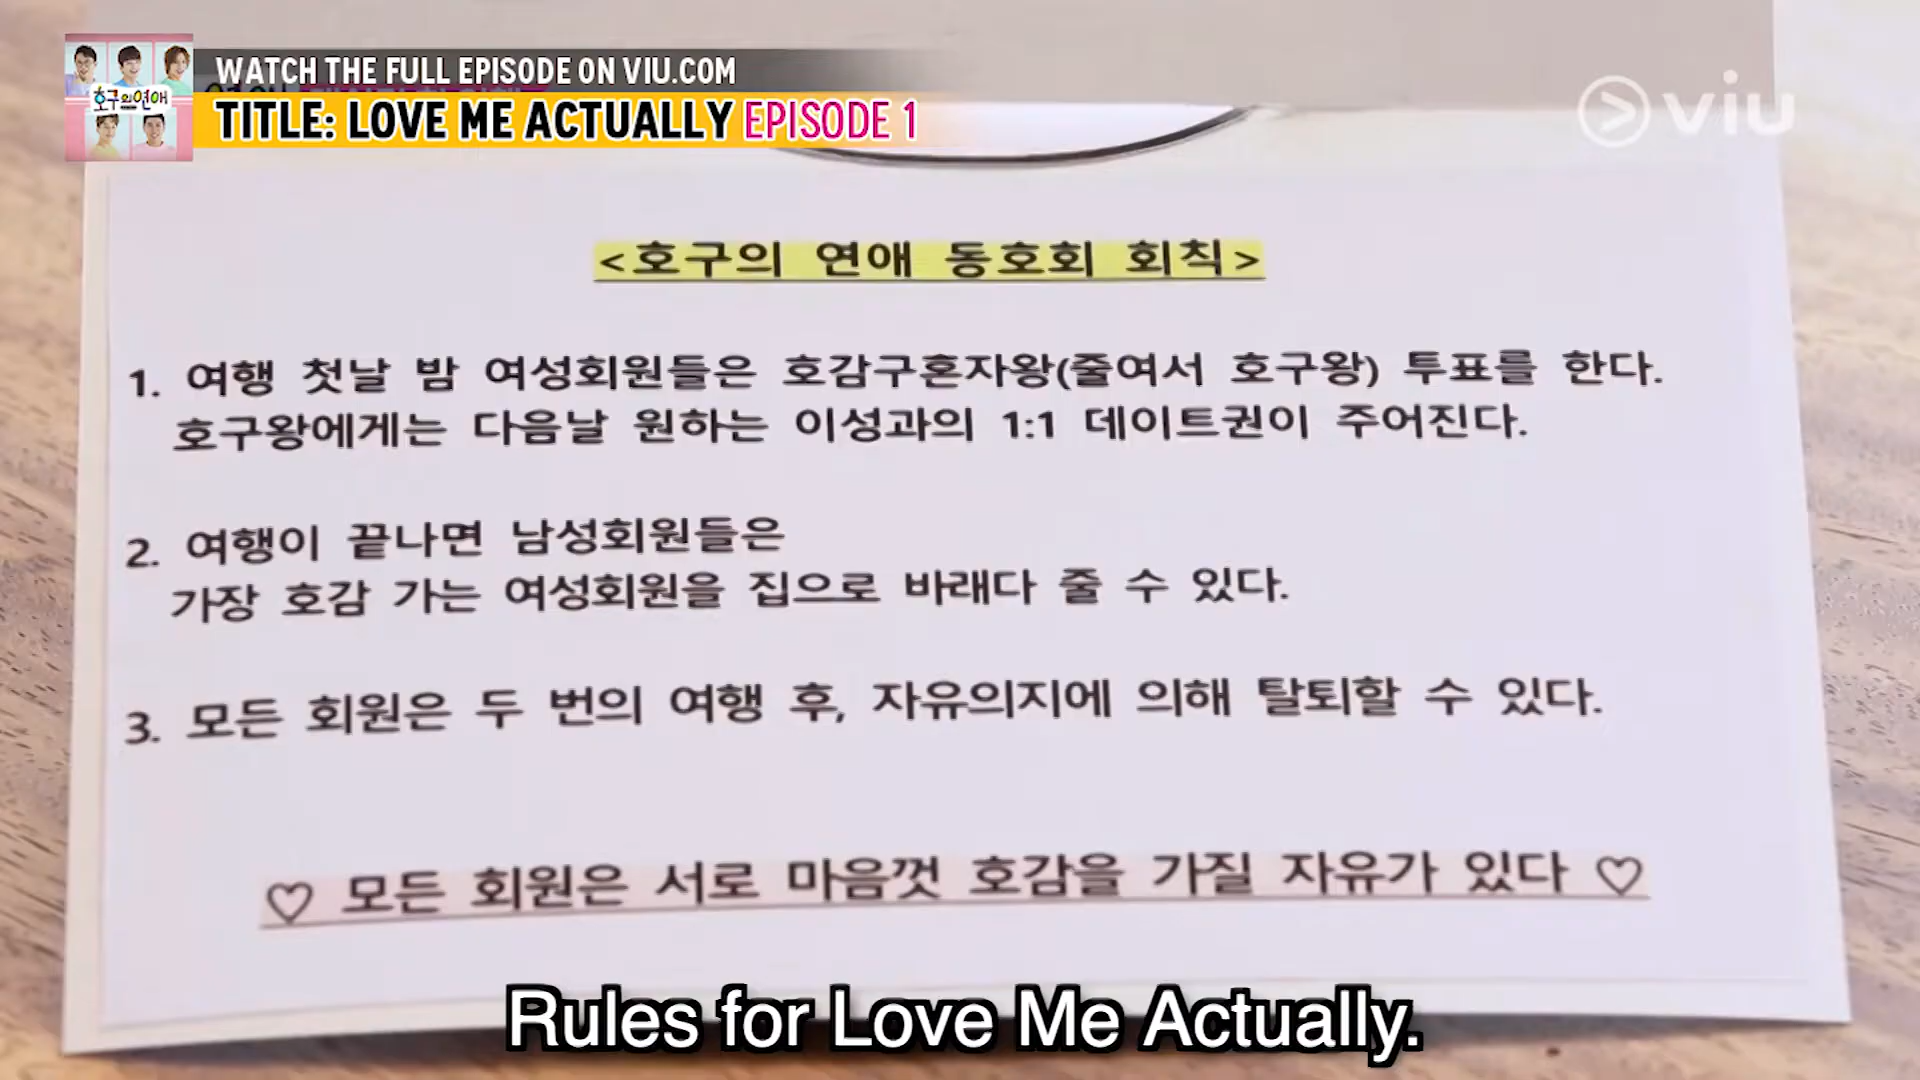 WATCH THE FULL EPISODE ON VIU.COM
호구의연애
TITLE: LOVE ME ACTUALLY EPISODE 1
viu
<호구의 연애 동호회 회칙>
1. 여행 첫날 밤 여성회원들은 호감구혼자왕(줄여서 호구왕) 투표를 한다.
호구왕에게는 다음날 원하는 이성과의 1:1 데이트권이 주어진다.
2. 여행이 끝나면 남성회원들은
가장 호감 가는 여성회원을 집으로 바래다 줄 수 있다.
3. 모든 회원은 두 번의 여행 후, 자유의지에 의해 탈퇴할 수 있다.
♡ 모든 회원은 서로 마음껏 호감을 가질 자유가 있다 ♡
Rules for Love Me Actually.